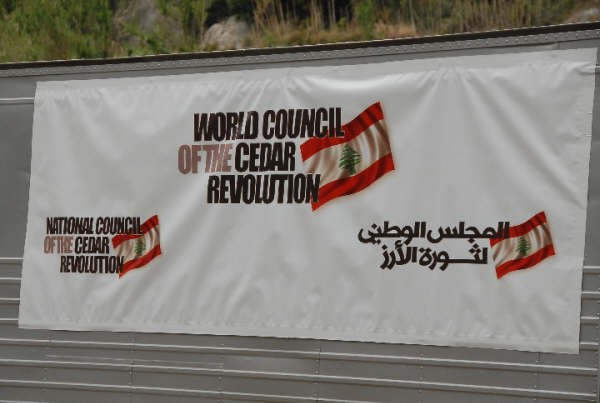 WORLD COUNCIL
OF THE CEDAR
REVOLUTION
NATIONAL COUNCIL
OF THE CEDAR
REVOLUTION
المجلس الوطني
لثورة الأرز